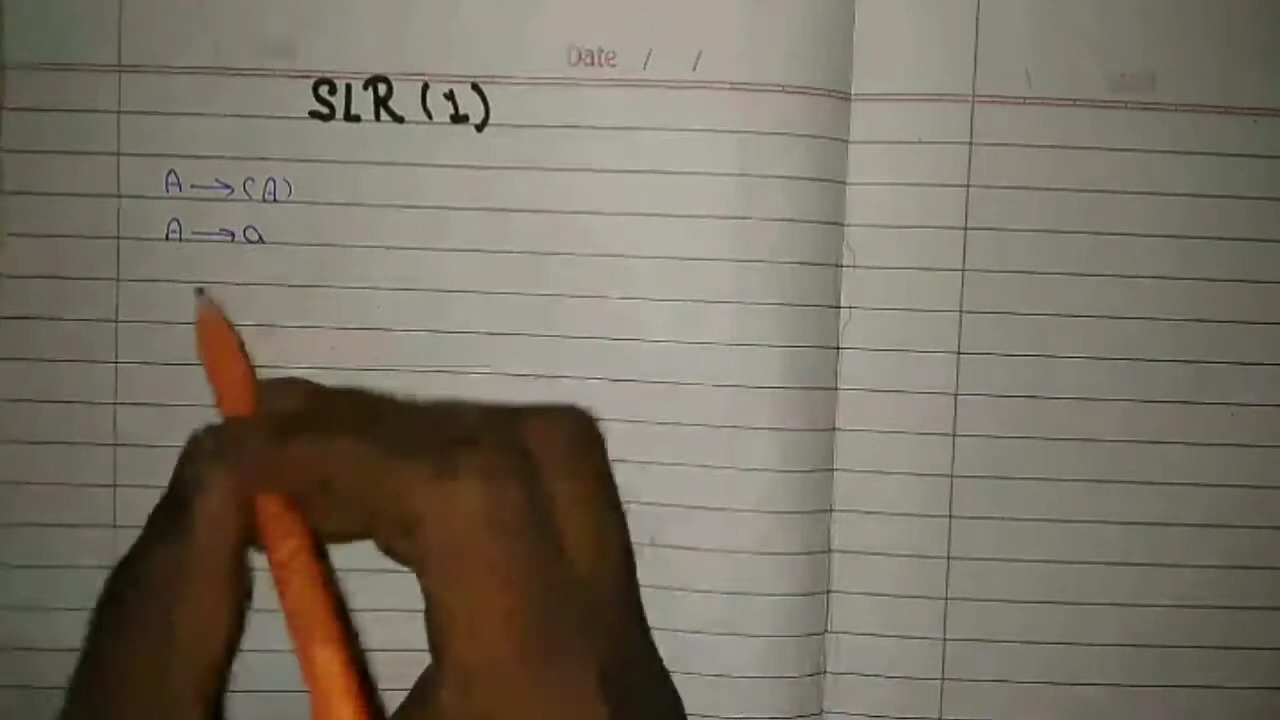 Date / /
SLR (1)
A → (A)
A → a